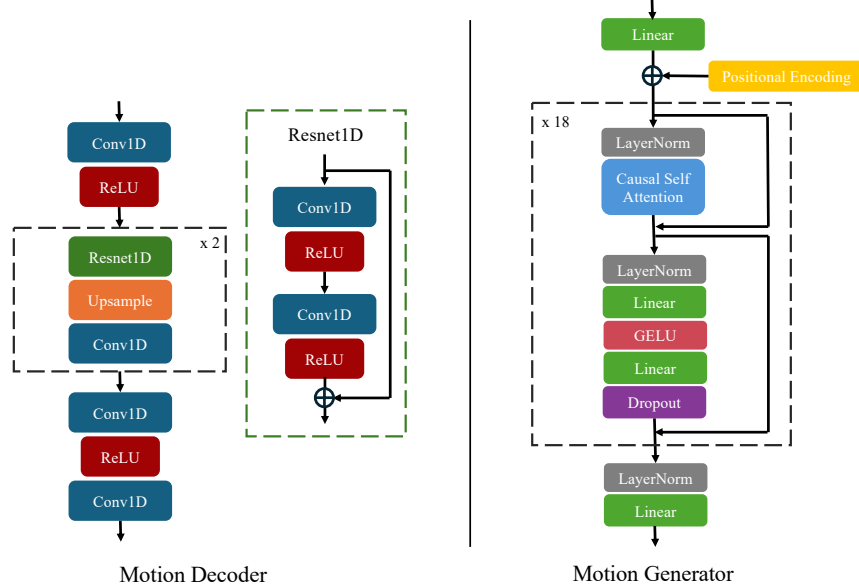 Conv1D
ReLU
x 2
Resnet1D
Upsample
Conv1D
Conv1D
ReLU
Conv1D
Resnet1D
Conv1D
ReLU
Conv1D
ReLU
Motion Decoder
Linear
Positional Encoding
x 18
LayerNorm
Causal Self
Attention
LayerNorm
Linear
GELU
Linear
Dropout
LayerNorm
Linear
Motion Generator